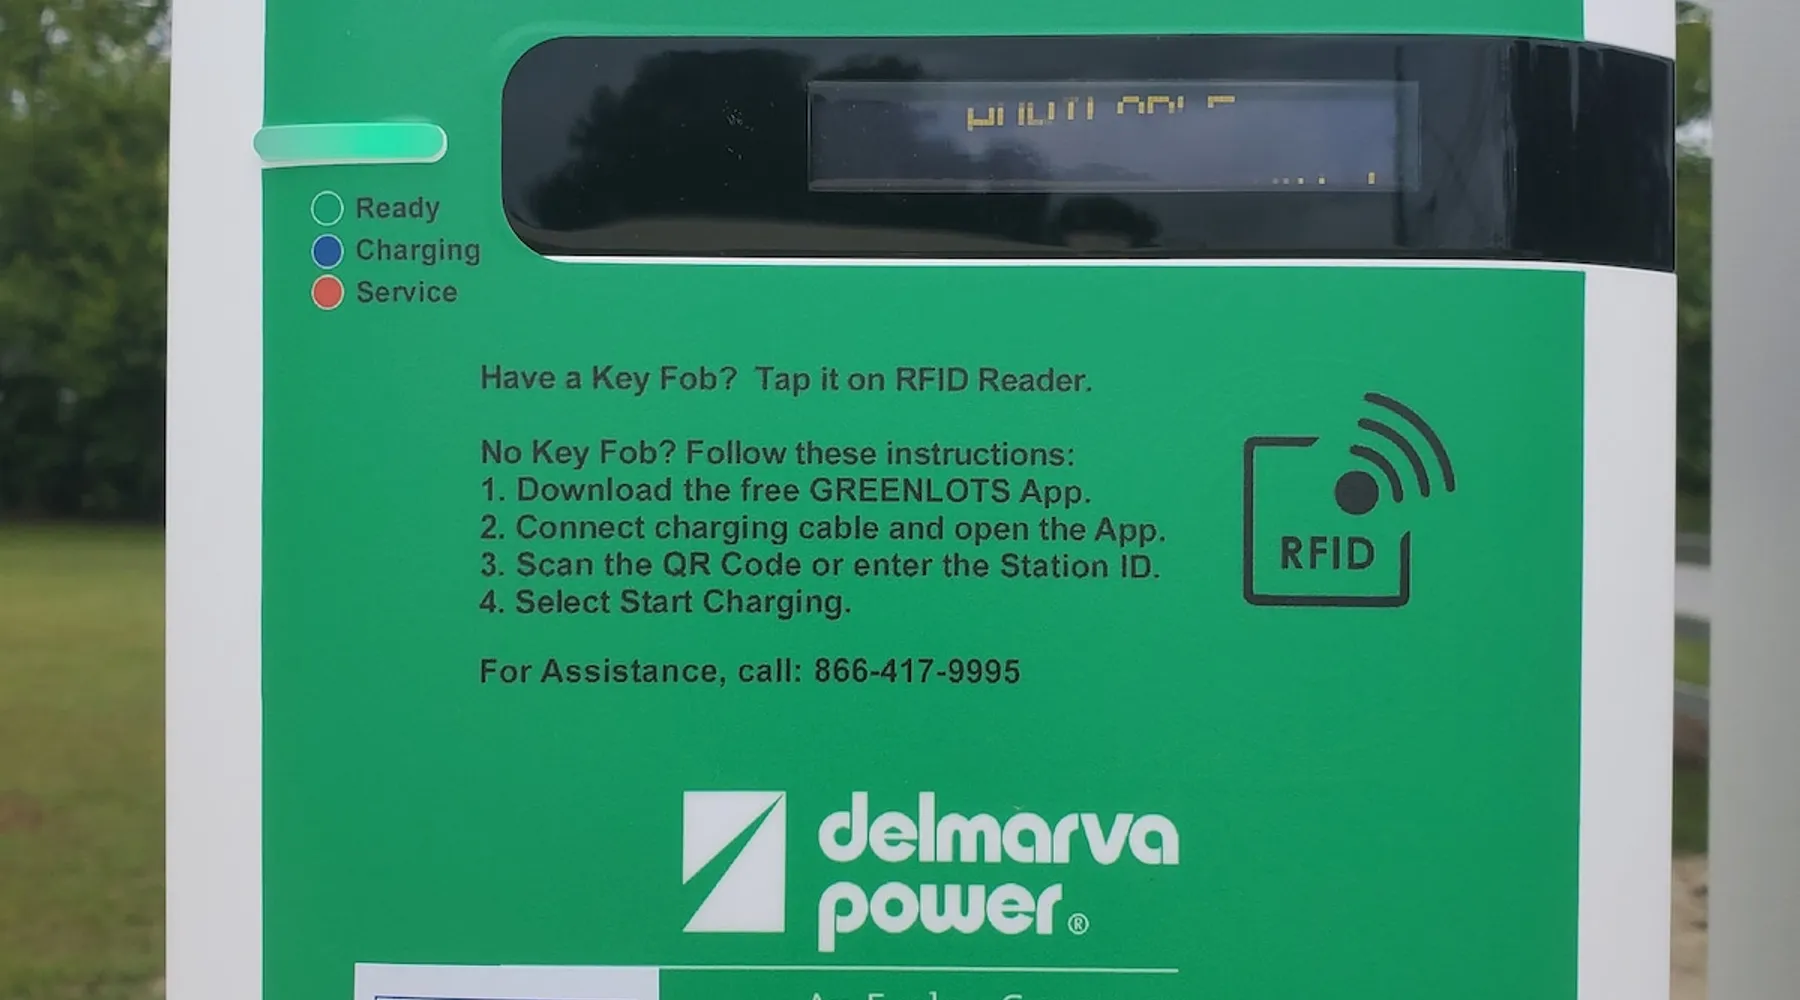 Ready
Charging
Service
Have a Key Fob? Tap it on RFID Reader.
No Key Fob? Follow these instructions:
1. Download the free GREENLOTS App.
2. Connect charging cable and open the App.
3. Scan the QR Code or enter the Station ID.
4. Select Start Charging.
For Assistance, call: 866-417-9995
RFID
delmarva
power®